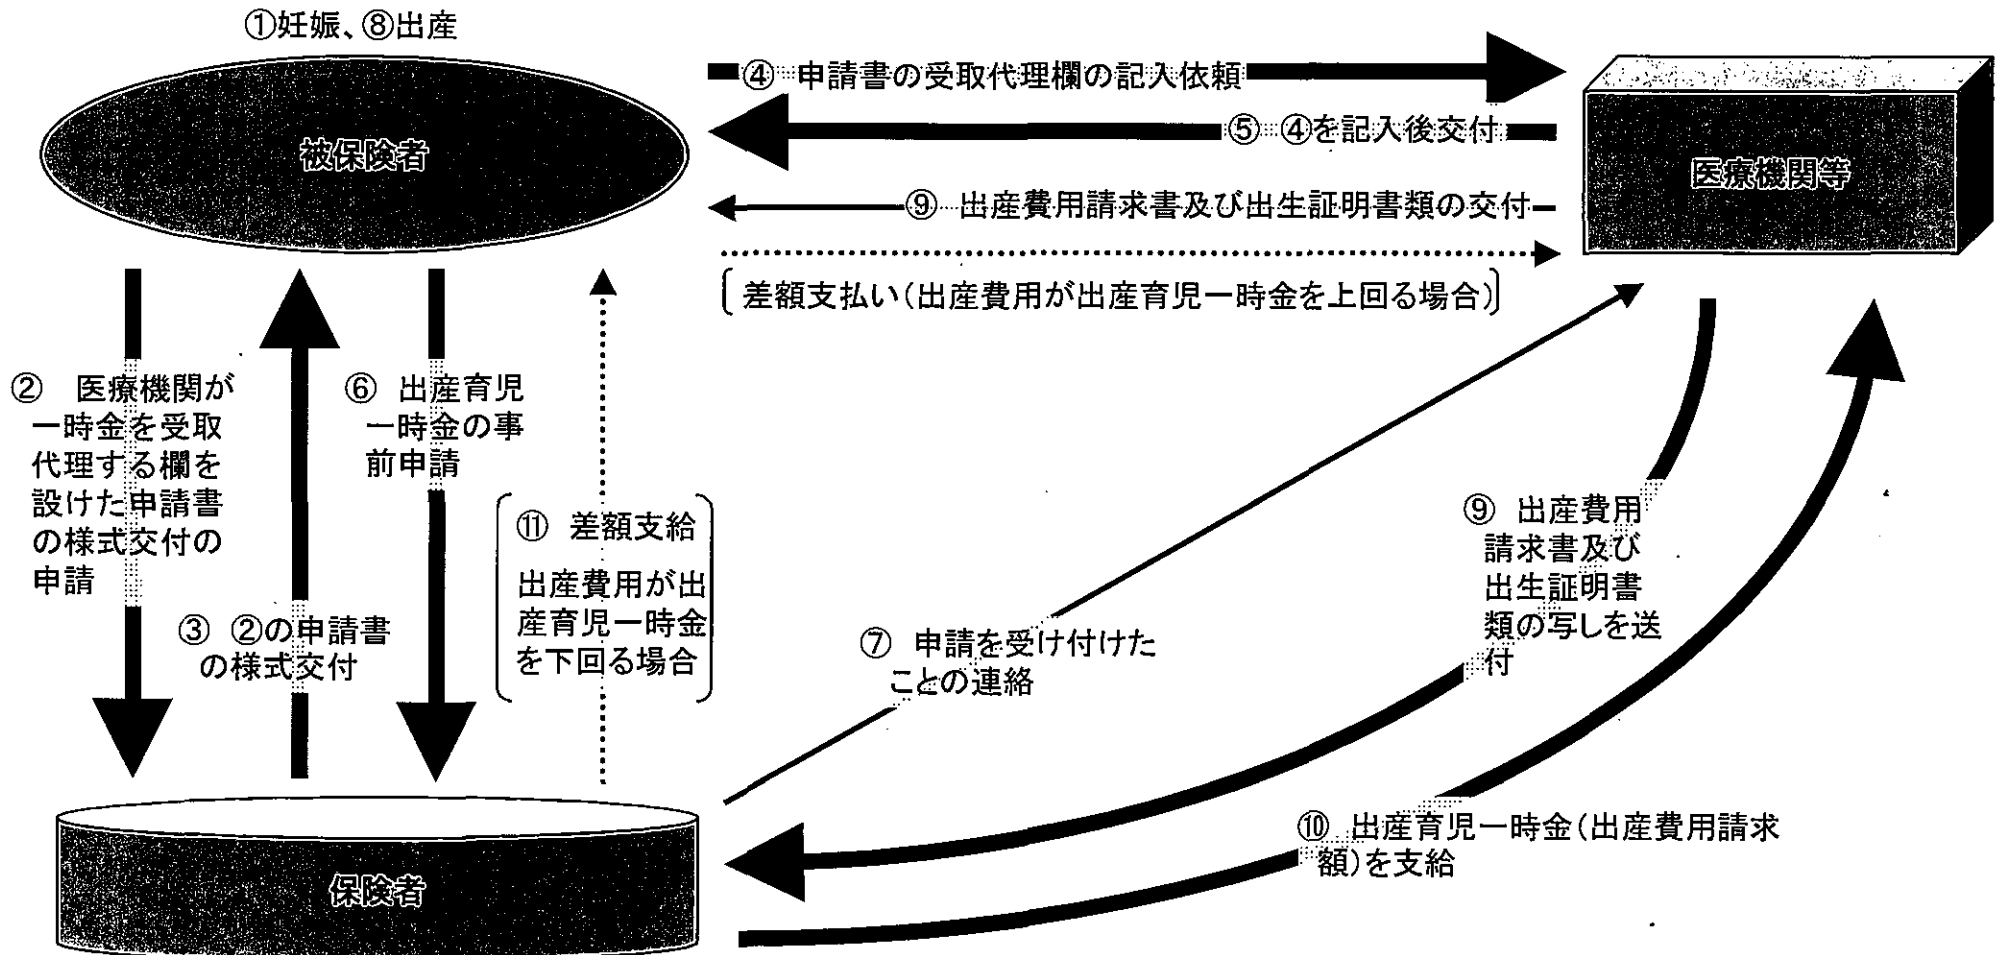 ①妊娠、⑧出産
被保険者
④ 申請書の受取代理欄の記入依頼
⑤ ④を記入後交付
⑨ 出産費用請求書及び出生証明書類の交付
差額支払い(出産費用が出産育児一時金を上回る場合)
医療機関等
② 医療機関が
一時金を受取
代理する欄を
設けた申請書
の様式交付の
申請
③ ②の申請書
の様式交付
⑥ 出産育児
一時金の事
前申請
⑪ 差額支給
出産費用が出
産育児一時金
を下回る場合
⑦ 申請を受け付けた
ことの連絡
⑨ 出産費用
請求書及び
出生証明書
類の写しを送
付
⑩ 出産育児一時金(出産費用請求
額)を支給
保険者